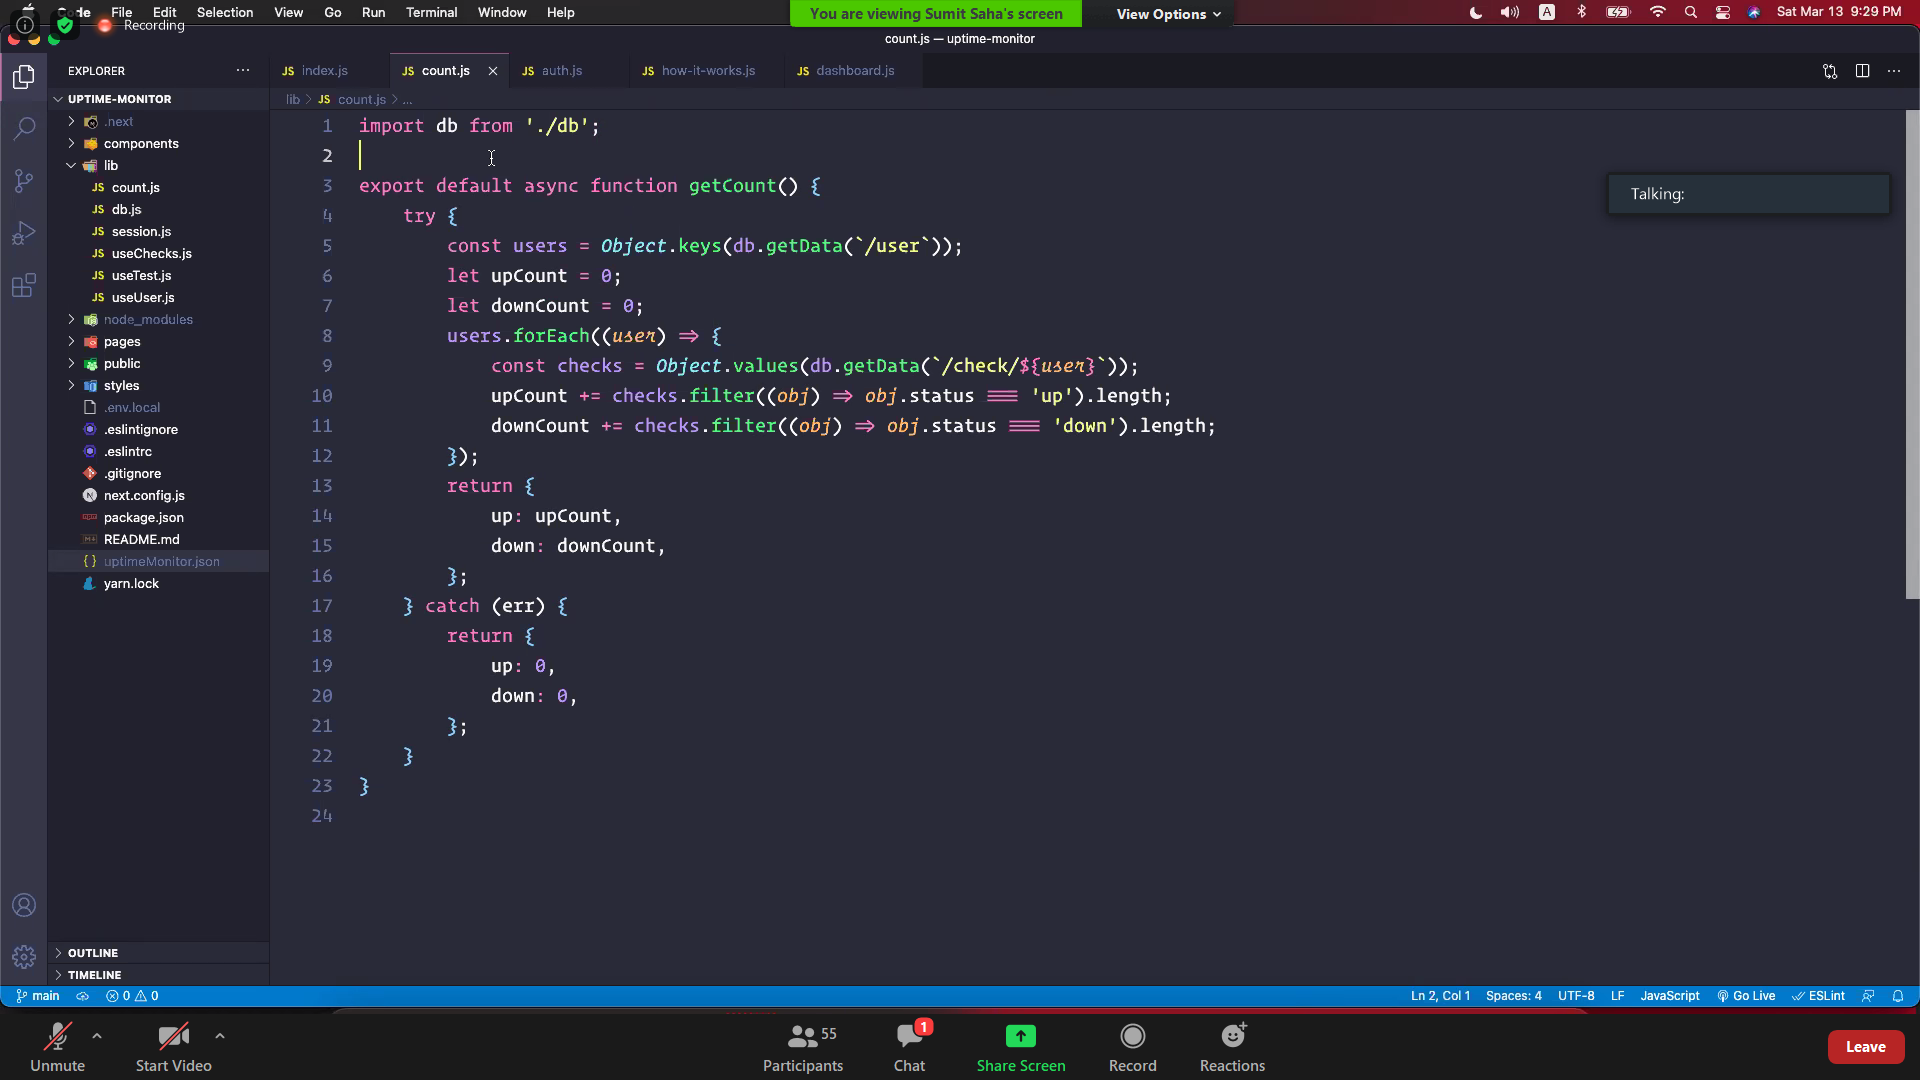 File Edit Selection View Go Run Terminal Window Help
Recording
You are viewing Sumit Saha's screen
View Options
A
Sat Mar 13 9:29 PM
count.js — uptime-monitor
EXPLORER
JS index.js
JS count.js
JS auth.js
JS how-it-works.js
JS dashboard.js
UPTIME-MONITOR
lib > JS count.js > ...
.next
components
lib
JS count.js
JS db.js
JS session.js
JS useChecks.js
JS useTest.js
JS useUser.js
node_modules
pages
public
styles
.env.local
.eslintignore
.eslintrc
.gitignore
next.config.js
package.json
README.md
{} uptimeMonitor.json
yarn.lock
OUTLINE
TIMELINE
1 import db from './db';
2
3 export default async function getCount() {
4 try {
5 const users = Object.keys(db.getData(`/user`));
6 let upCount = 0;
7 let downCount = 0;
8 users.forEach((user) => {
9 const checks = Object.values(db.getData(`/check/${user}`));
10 upCount += checks.filter((obj) => obj.status === 'up').length;
11 downCount += checks.filter((obj) => obj.status === 'down').length;
12 });
13 return {
14 up: upCount,
15 down: downCount,
16 };
17 } catch (err) {
18 return {
19 up: 0,
20 down: 0,
21 };
22 }
23 }
24
Talking:
main
0 0
Ln 2, Col 1
Spaces: 4
UTF-8
LF
JavaScript
Go Live
ESLint
Unmute
Start Video
55
Participants
1
Chat
Share Screen
Record
Reactions
Leave